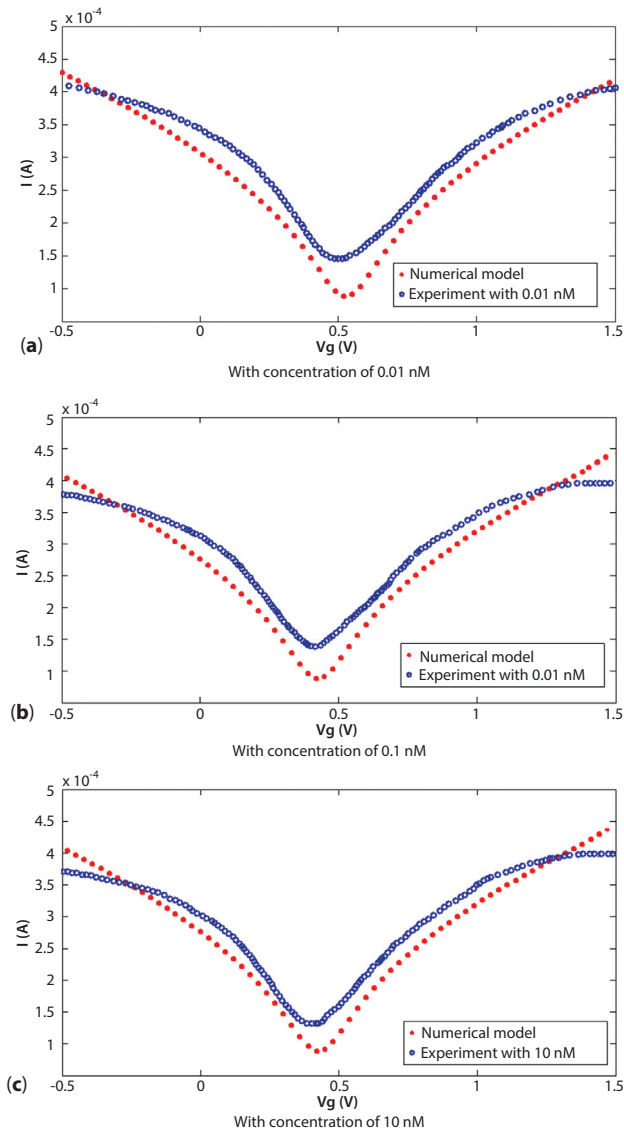 x 10-4
5
4.5
4
3.5
3
2.5
2
1.5
1
I (A)
Numerical model
Experiment with 0.01 nM
-0.5 0 0.5 1 1.5
(a)
Vg (V)
With concentration of 0.01 nM
x 10-4
5
4.5
4
3.5
3
2.5
2
1.5
1
I (A)
Numerical model
Experiment with 0.01 nM
-0.5 0 0.5 1 1.5
(b)
Vg (V)
With concentration of 0.1 nM
x 10-4
5
4.5
4
3.5
3
2.5
2
1.5
1
I (A)
Numerical model
Experiment with 10 nM
-0.5 0 0.5 1 1.5
(c)
Vg (V)
With concentration of 10 nM